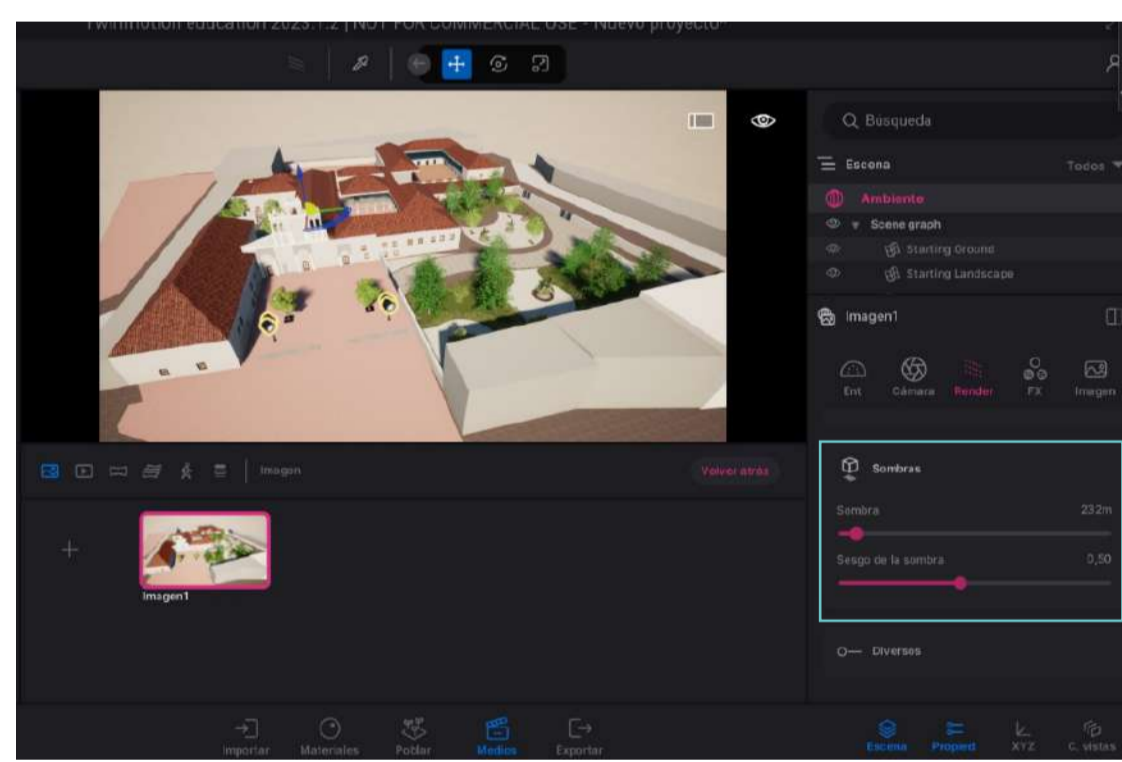 Twinmotion education 2023.1.2 | NOT FOR COMMERCIAL USE - Nuevo proyecto*
Búsqueda
Escena Todos
Ambiente
Scene graph
Starting Ground
Starting Landscape
Imagen1
Ent Cámara Render FX Imagen
Sombras
Sombra 232m
Sesgo de la sombra 0,50
Diversos
Imagen Volver atrás
Imagen1
Importar Materiales Poblar Medios Exportar
Escena Propied XYZ C. vistas